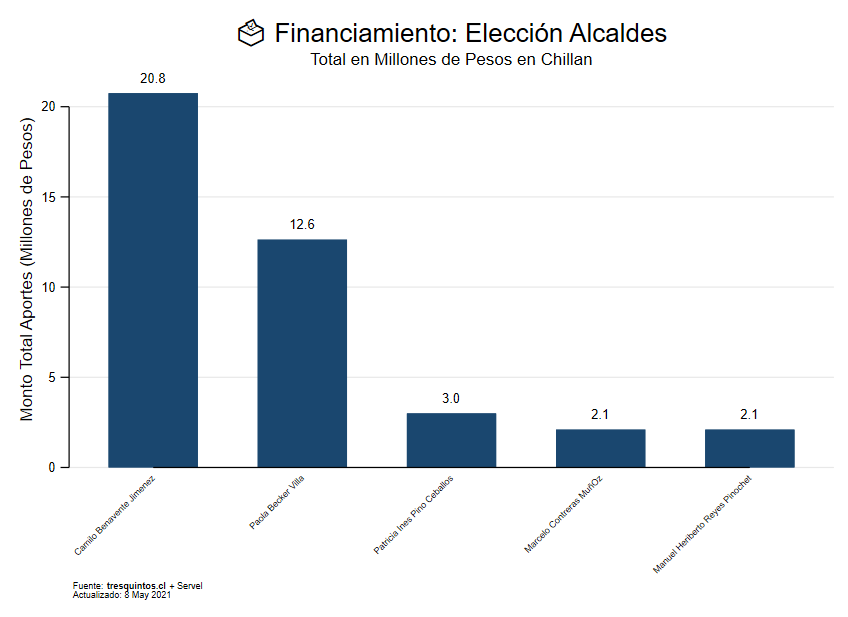 Financiamiento: Elección Alcaldes
Total en Millones de Pesos en Chillan
Monto Total Aportes (Millones de Pesos)
20
15
10
5
0
20.8
12.6
3.0
2.1
2.1
Camilo Benavente Jimenez
Paola Becker Villa
Patricia Ines Pino Ceballos
Marcelo Contreras MuñOz
Manuel Heriberto Reyes Pinochet
Fuente: tresquintos.cl + Servel
Actualizado: 8 May 2021